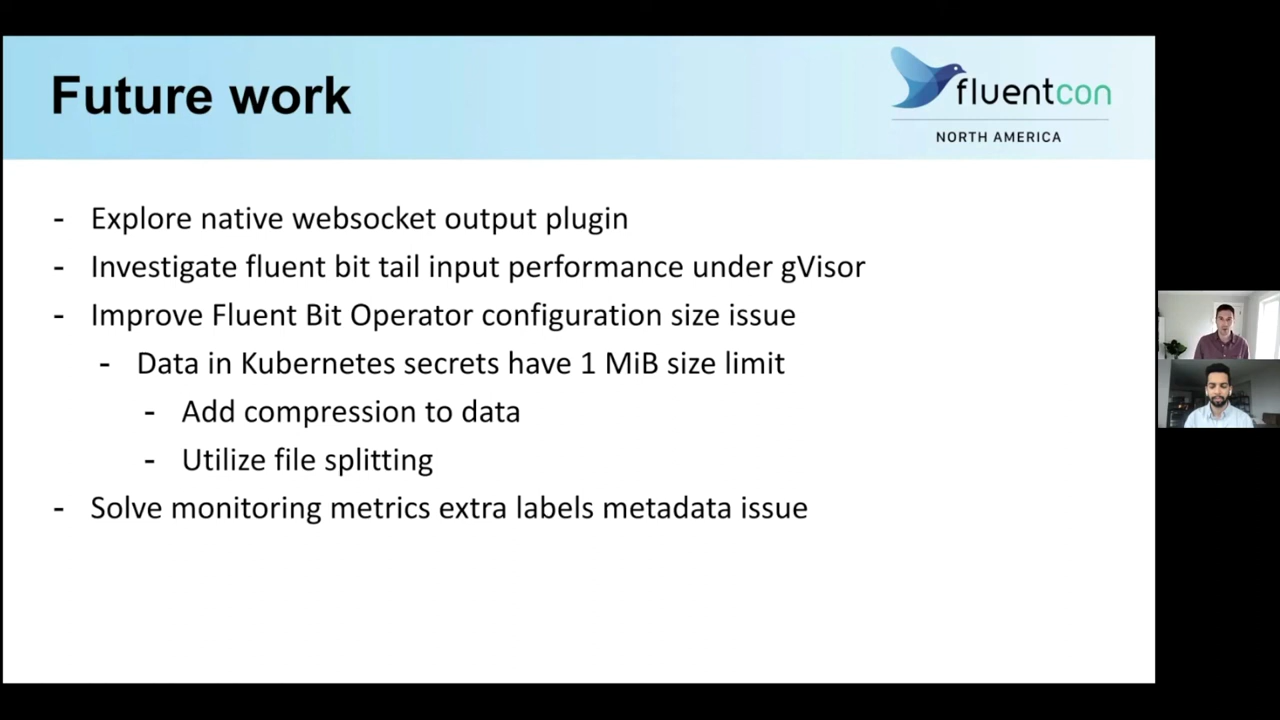 Future work
fluentcon
NORTH AMERICA
- Explore native websocket output plugin
- Investigate fluent bit tail input performance under gVisor
- Improve Fluent Bit Operator configuration size issue
- Data in Kubernetes secrets have 1 MiB size limit
- Add compression to data
- Utilize file splitting
- Solve monitoring metrics extra labels metadata issue